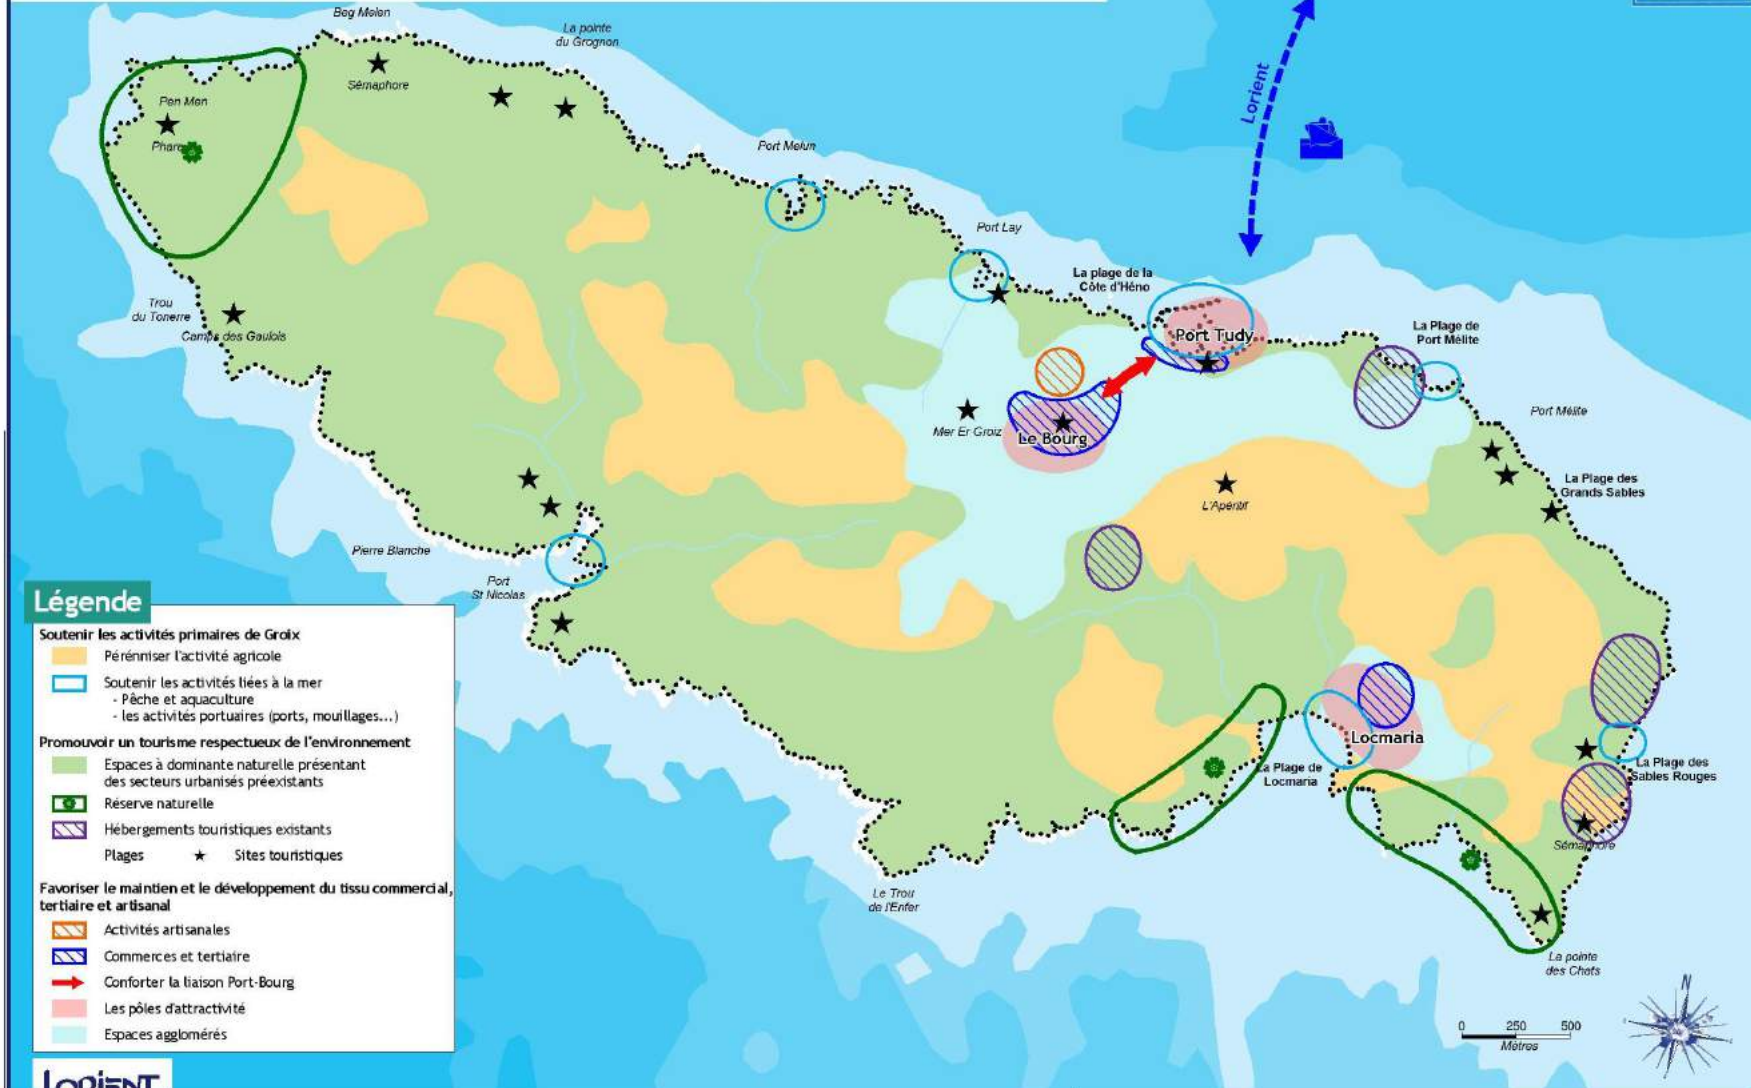 Beg Melen
La pointe
du Grognon
Sémaphore
Pen Men
Phare
Port Melun
Lorient
Port Lay
La plage de la
Côte d'Héno
Port Tudy
La Plage de
Port Mélite
Trou
du Tonerre
Camps des Gaulois
Port Mélite
Mer Er Groiz
Le Bourg
La Plage des
Grands Sables
L'Apéritif
Pierre Blanche
Port
St Nicolas
Locmaria
La Plage de
Locmaria
La Plage des
Sables Rouges
Sémaphore
Le Trou
de l'Enfer
La pointe
des Chats
Légende
Soutenir les activités primaires de Groix
Pérénniser l'activité agricole
Soutenir les activités liées à la mer
- Pêche et aquaculture
- les activités portuaires (ports, mouillages...)
Promouvoir un tourisme respectueux de l'environnement
Espaces à dominante naturelle présentant
des secteurs urbanisés préexistants
Réserve naturelle
Hébergements touristiques existants
Plages ★ Sites touristiques
Favoriser le maintien et le développement du tissu commercial,
tertiaire et artisanal
Activités artisanales
Commerces et tertiaire
Conforter la liaison Port-Bourg
Les pôles d'attractivité
Espaces agglomérés
0 250 500
Mètres
N
LORIENT